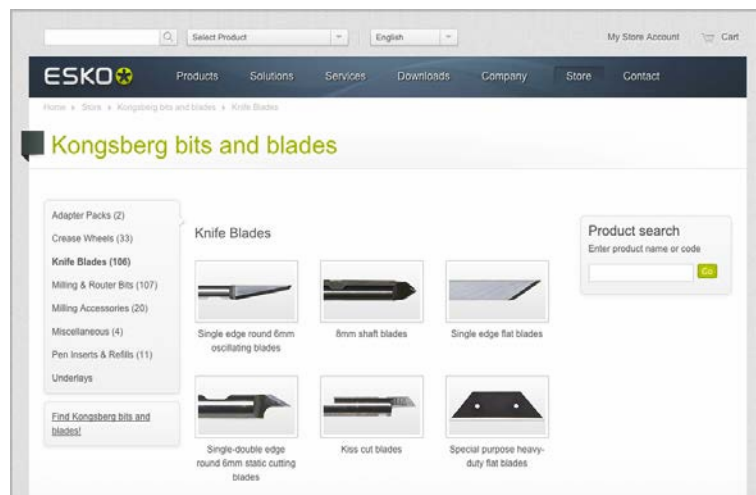 Select Product
English
My Store Account
Cart
ESKO
Products Solutions Services Downloads Company Store Contact
Home Store Kongsberg bits and blades Knife Blades
Kongsberg bits and blades
Adapter Packs (2)
Crease Wheels (33)
Knife Blades (106)
Milling & Router Bits (107)
Milling Accessories (20)
Miscellaneous (4)
Pen Inserts & Refills (11)
Underlays
Find Kongsberg bits and
blades!
Knife Blades
Single edge round 6mm
oscillating blades
8mm shaft blades
Single edge flat blades
Single-double edge
round 6mm static cutting
blades
Kiss cut blades
Special purpose heavy-
duty flat blades
Product search
Enter product name or code
Go